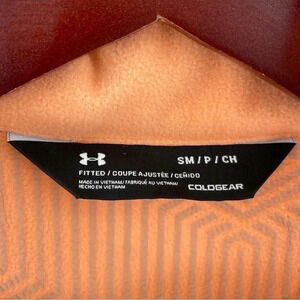 SM / P / CH
FITTED / COUPE AJUSTÉE / CEÑIDO
MADE IN VIETNAM/ FABRIQUÉ AU VIETNAM/
HECHO EN VIETNAM
COLDGEAR